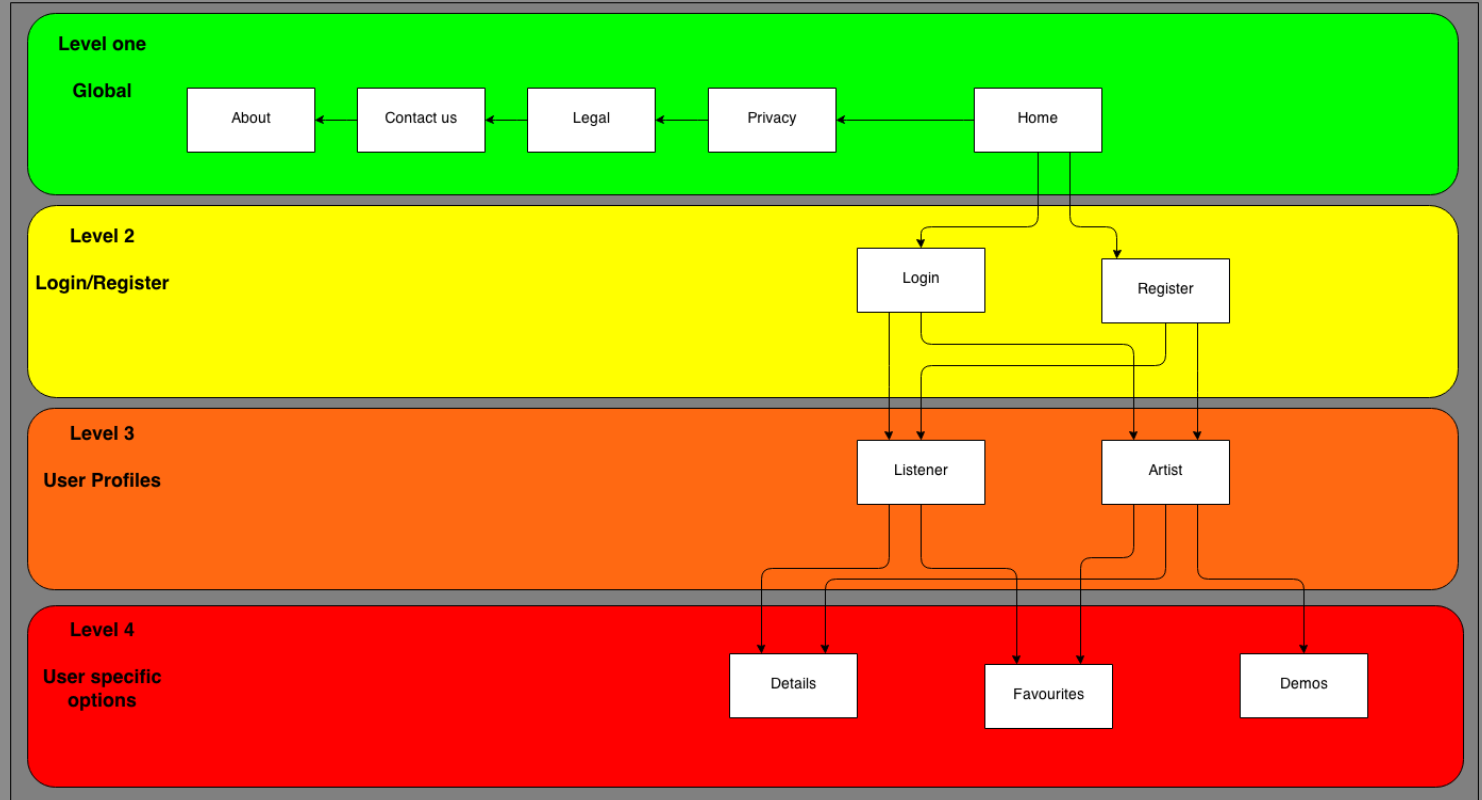 Level one
Global
About
Contact us
Legal
Privacy
Home
Level 2
Login/Register
Login
Register
Level 3
User Profiles
Listener
Artist
Level 4
User specific
options
Details
Favourites
Demos